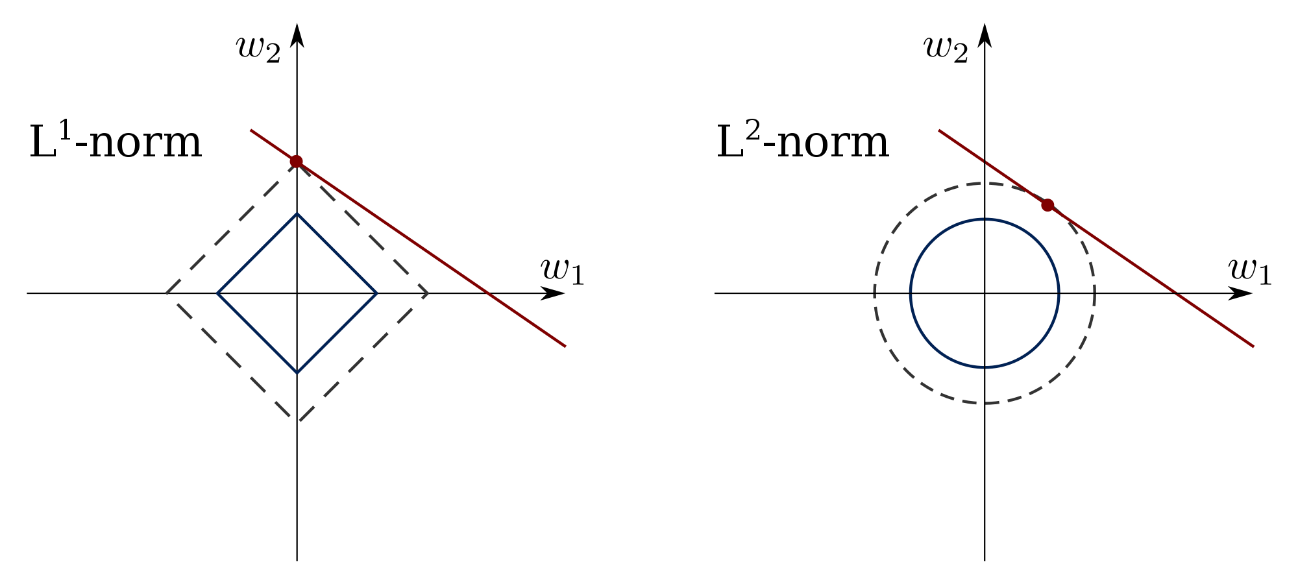 w₂
L¹-norm
w₁
w₂
L²-norm
w₁